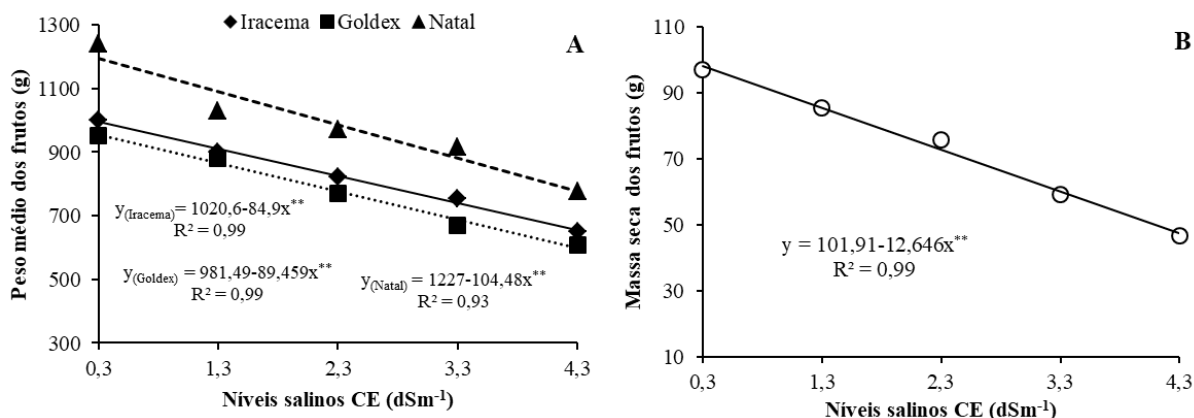 ◆ Iracema ■ Goldex ▲ Natal
A
Peso médio dos frutos (g)
1300
1100
900
700
500
300
y(Iracema)= 1020,6-84,9x**
R² = 0,99
y(Goldex) = 981,49-89,459x**
R² = 0,99
y(Natal) = 1227-104,48x**
R² = 0,93
0,3 1,3 2,3 3,3 4,3
Níveis salinos CE (dSm-1)
B
Massa seca dos frutos (g)
110
90
70
50
30
10
y = 101,91-12,646x**
R² = 0,99
0,3 1,3 2,3 3,3 4,3
Níveis salinos CE (dSm-1)